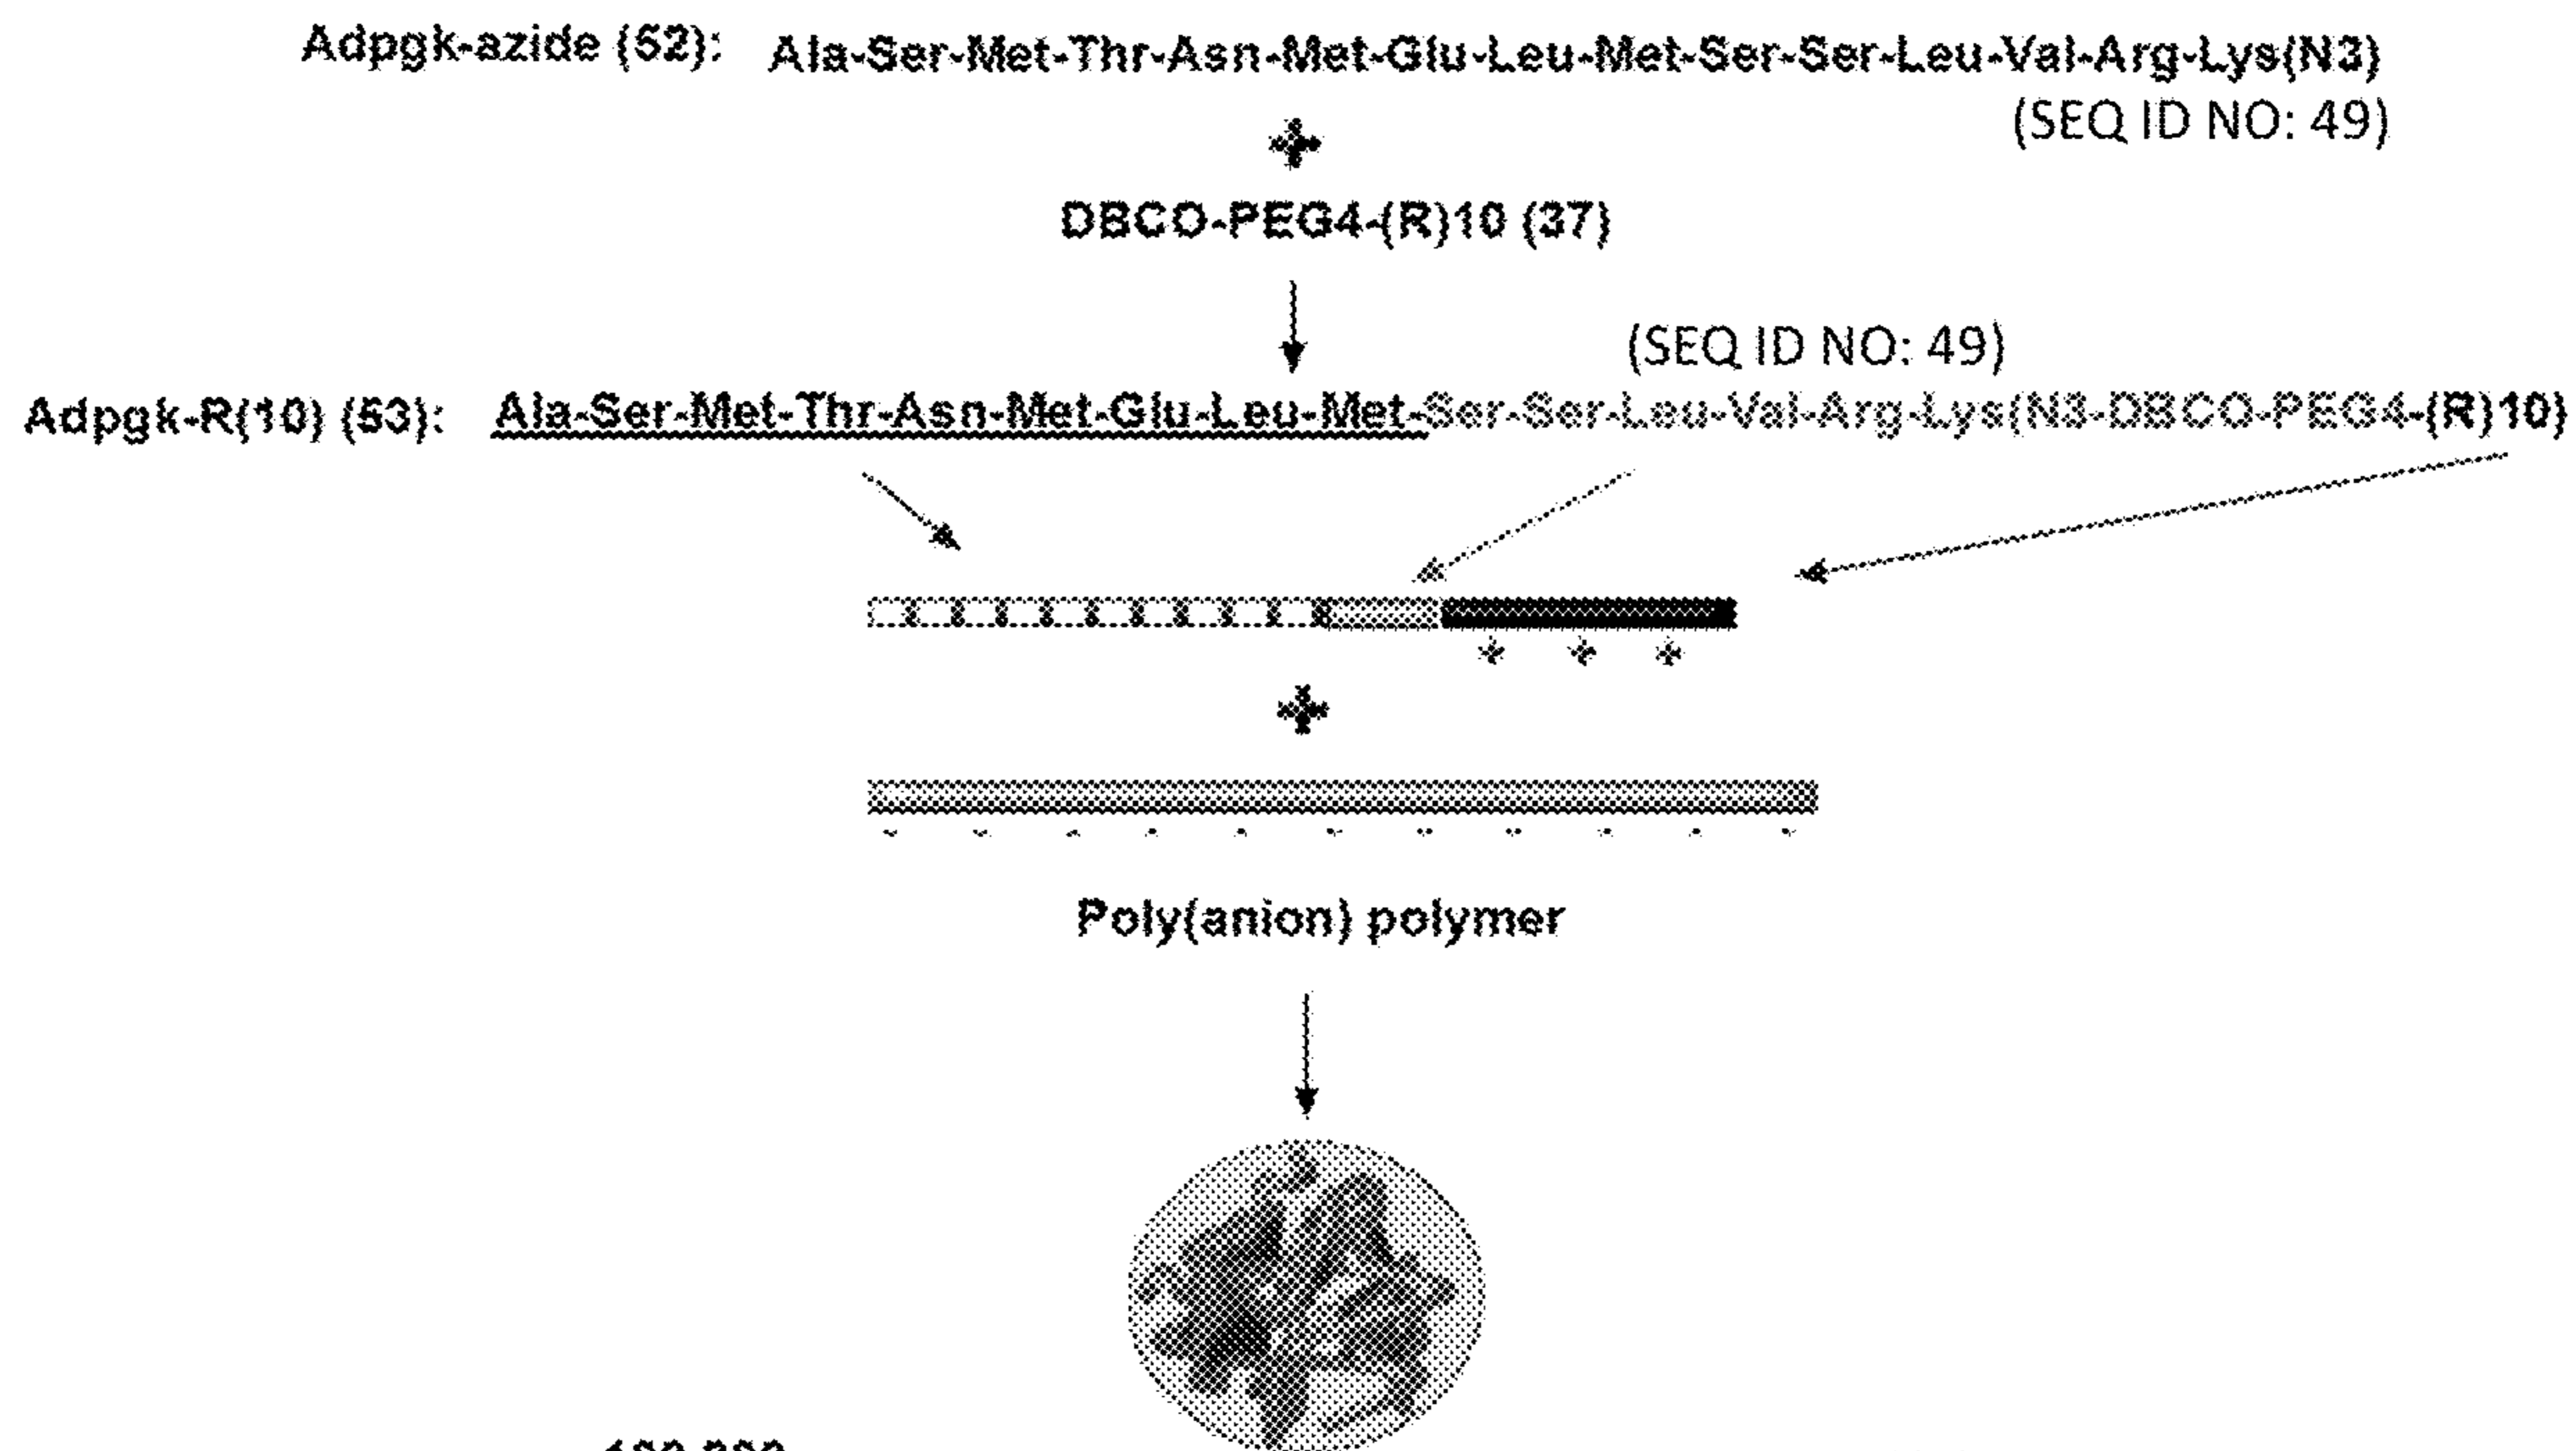 Adpgk-azide (52): Ala-Ser-Met-Thr-Asn-Met-Glu-Leu-Met-Ser-Ser-Leu-Val-Arg-Lys(N3)
(SEQ ID NO: 49)
+
DBCO-PEG4-(R)10 (37)
(SEQ ID NO: 49)
Adpgk-R(10) (53): Ala-Ser-Met-Thr-Asn-Met-Glu-Leu-Met-Ser-Ser-Leu-Val-Arg-Lys(N3-DBCO-PEG4-(R)10)
+ + +
+
Poly(anion) polymer